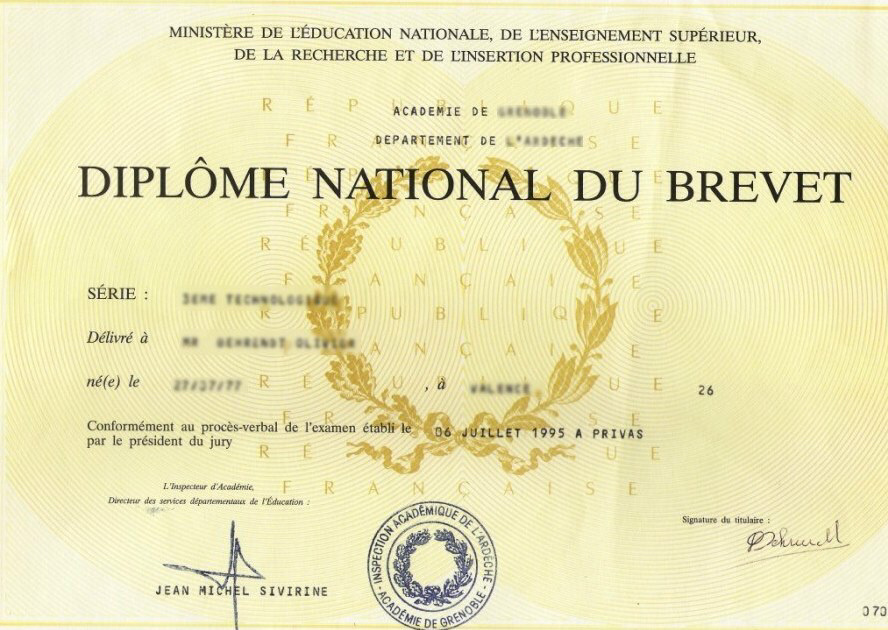 MINISTÈRE DE L'ÉDUCATION NATIONALE, DE L'ENSEIGNEMENT SUPÉRIEUR,
DE LA RECHERCHE ET DE L'INSERTION PROFESSIONNELLE
ACADEMIE DE
DEPARTEMENT DE
DIPLÔME NATIONAL DU BREVET
SÉRIE :
Délivré à
né(e) le , à 26
Conformément au procès-verbal de l'examen établi le 06 JUILLET 1995 A PRIVAS
par le président du jury
L'Inspecteur d'Académie,
Directeur des services départementaux de l'Éducation :
Signature du titulaire :
JEAN MICHEL SIVIRINE
INSPECTION ACADÉMIQUE DE L'ARDÈCHE
- ACADÉMIE DE GRENOBLE -
070
RÉPUBLIQUE
FRANÇAISE